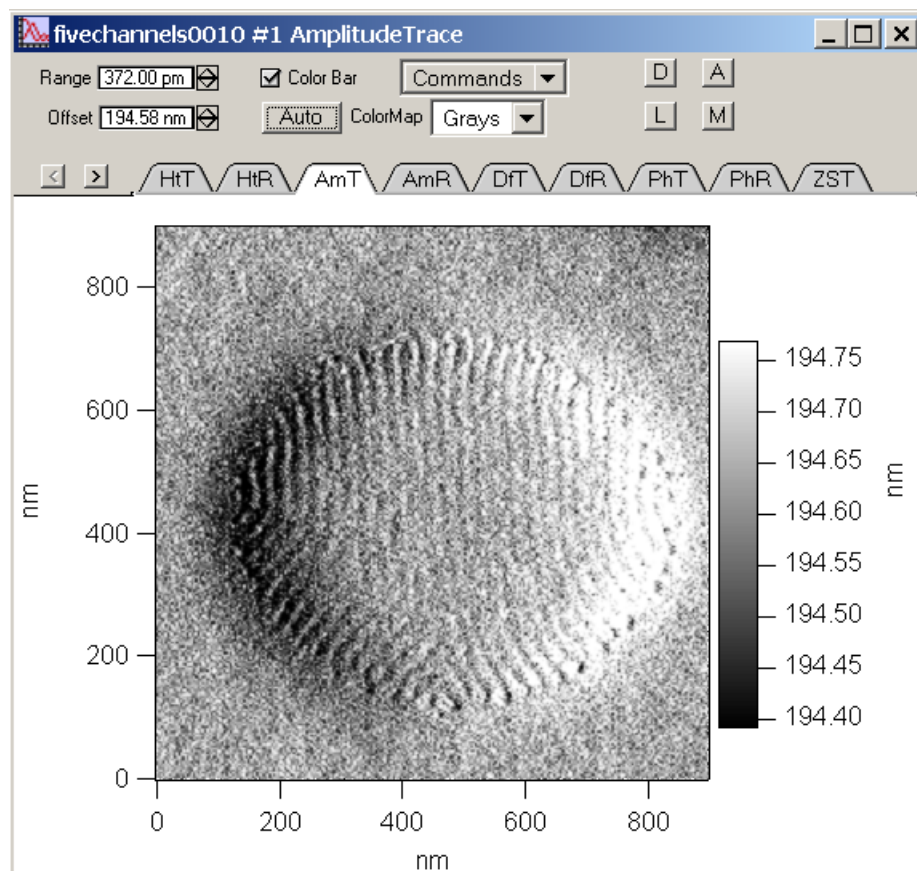 fivechannels0010 #1 AmplitudeTrace
Range 372.00 pm Color Bar Commands D A
Offset 194.58 nm Auto ColorMap Grays L M
< > HtT HtR AmT AmR DfT DfR PhT PhR ZST
800
600
400
200
0
nm
0 200 400 600 800
nm
194.75
194.70
194.65
194.60
194.55
194.50
194.45
194.40
nm